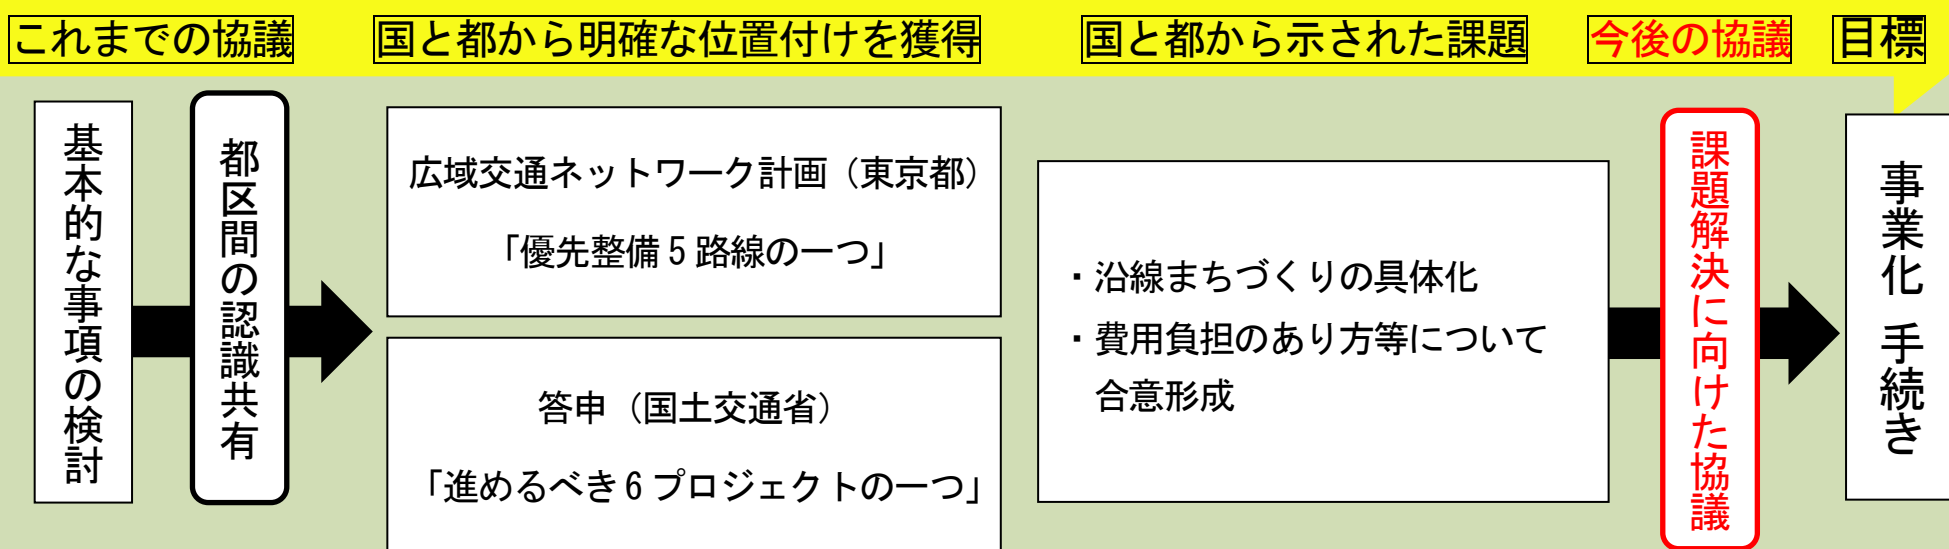 これまでの協議
国と都から明確な位置付けを獲得
国と都から示された課題
今後の協議
目標
基本的な事項の検討
都区間の認識共有
広域交通ネットワーク計画（東京都）
「優先整備5路線の一つ」
答申（国土交通省）
「進めるべき6プロジェクトの一つ」
・沿線まちづくりの具体化
・費用負担のあり方等について
合意形成
課題解決に向けた協議
事業化 手続き